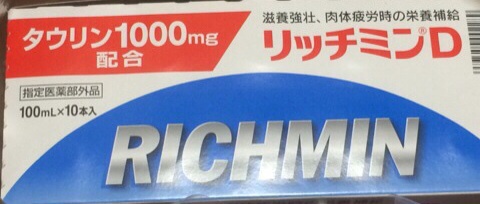 タウリン1000mg
配合
滋養強壮、肉体疲労時の栄養補給
リッチミン®D
指定医薬部外品
100mL×10本入
RICHMIN